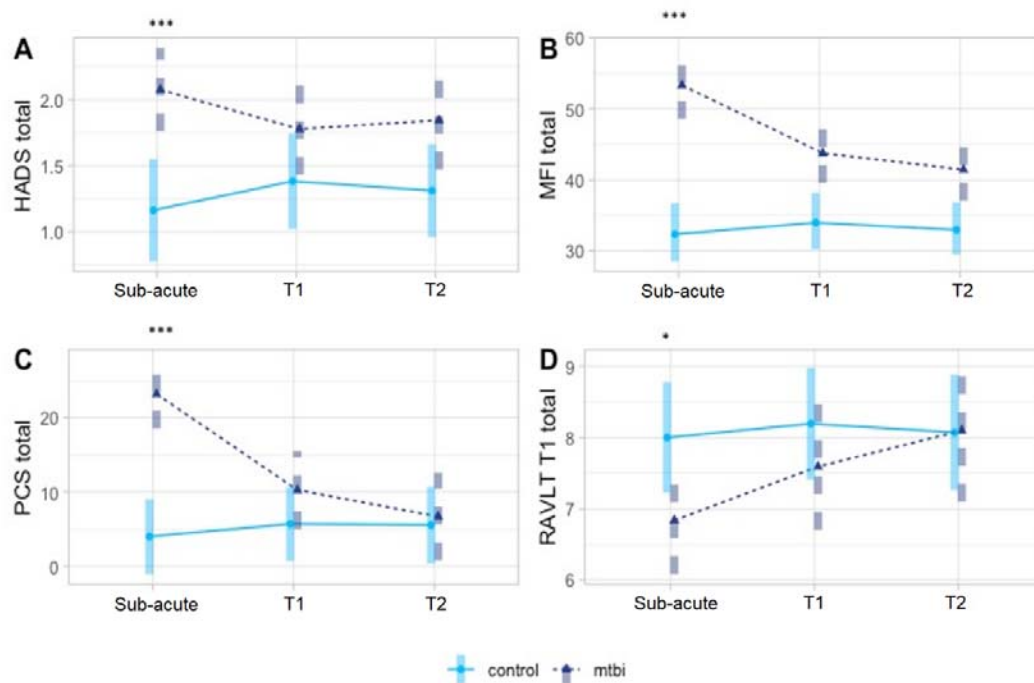 ***
***
A
B
HADS total
2.0
1.5
1.0
Sub-acute T1 T2
MFI total
60
50
40
30
Sub-acute T1 T2
***
*
C
D
PCS total
20
10
0
Sub-acute T1 T2
RAVLT T1 total
9
8
7
6
Sub-acute T1 T2
control mtbi